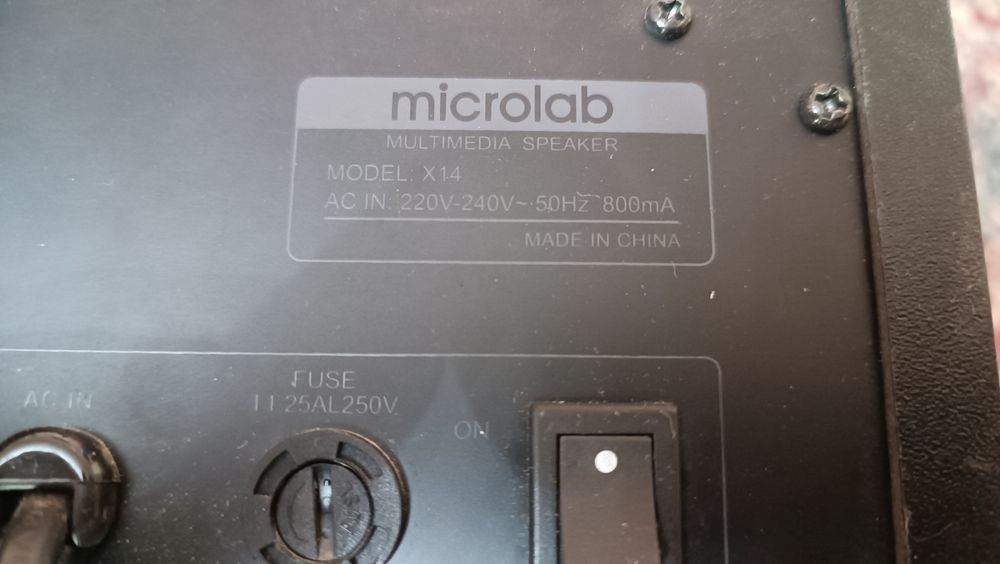 microlab
MULTIMEDIA SPEAKER
MODEL: X14
AC IN: 220V-240V~ 50Hz 800mA
MADE IN CHINA
AC IN
FUSE
T1.25AL250V
ON